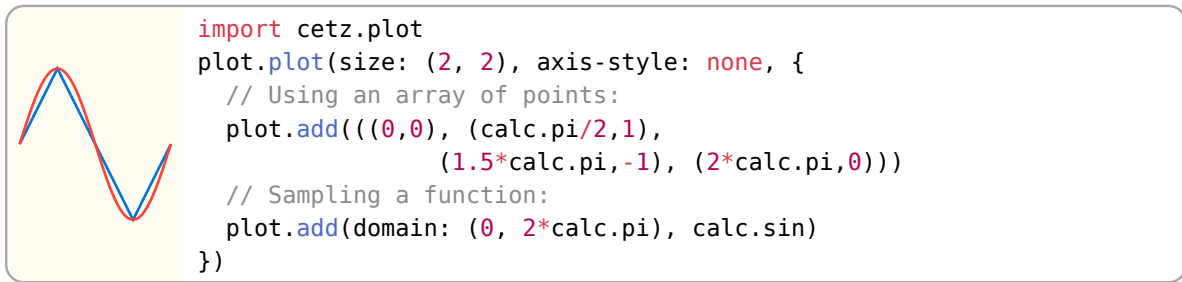 import cetz.plot
plot.plot(size: (2, 2), axis-style: none, {
  // Using an array of points:
  plot.add(((0,0), (calc.pi/2,1),
                 (1.5*calc.pi,-1), (2*calc.pi,0)))
  // Sampling a function:
  plot.add(domain: (0, 2*calc.pi), calc.sin)
})